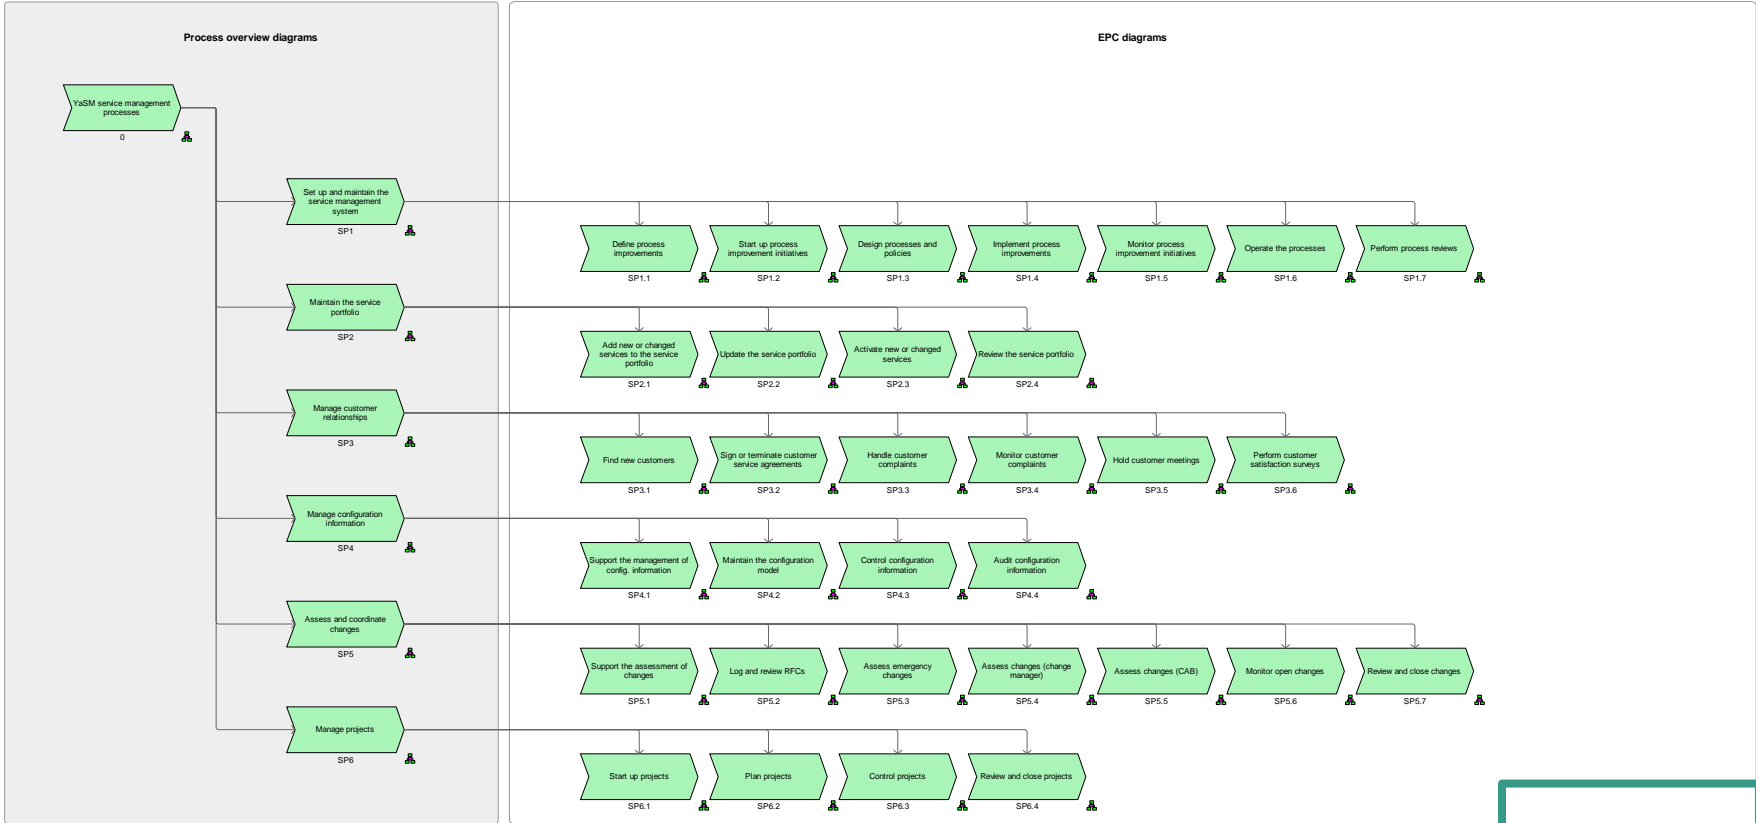 Process overview diagrams
EPC diagrams
YaSM service management
processes
0
Set up and maintain the
service management
system
SP1
Define process
improvements
SP1.1
Start up process
improvement initiatives
SP1.2
Design processes and
policies
SP1.3
Implement process
improvements
SP1.4
Monitor process
improvement initiatives
SP1.5
Operate the processes
SP1.6
Perform process reviews
SP1.7
Maintain the service
portfolio
SP2
Add new or changed
services to the service
portfolio
SP2.1
Update the service portfolio
SP2.2
Activate new or changed
services
SP2.3
Review the service portfolio
SP2.4
Manage customer
relationships
SP3
Find new customers
SP3.1
Sign or terminate customer
service agreements
SP3.2
Handle customer
complaints
SP3.3
Monitor customer
complaints
SP3.4
Hold customer meetings
SP3.5
Perform customer
satisfaction surveys
SP3.6
Manage configuration
information
SP4
Support the management of
config. information
SP4.1
Maintain the configuration
model
SP4.2
Control configuration
information
SP4.3
Audit configuration
information
SP4.4
Assess and coordinate
changes
SP5
Support the assessment of
changes
SP5.1
Log and review RFCs
SP5.2
Assess emergency
changes
SP5.3
Assess changes (change
manager)
SP5.4
Assess changes (CAB)
SP5.5
Monitor open changes
SP5.6
Review and close changes
SP5.7
Manage projects
SP6
Start up projects
SP6.1
Plan projects
SP6.2
Control projects
SP6.3
Review and close projects
SP6.4